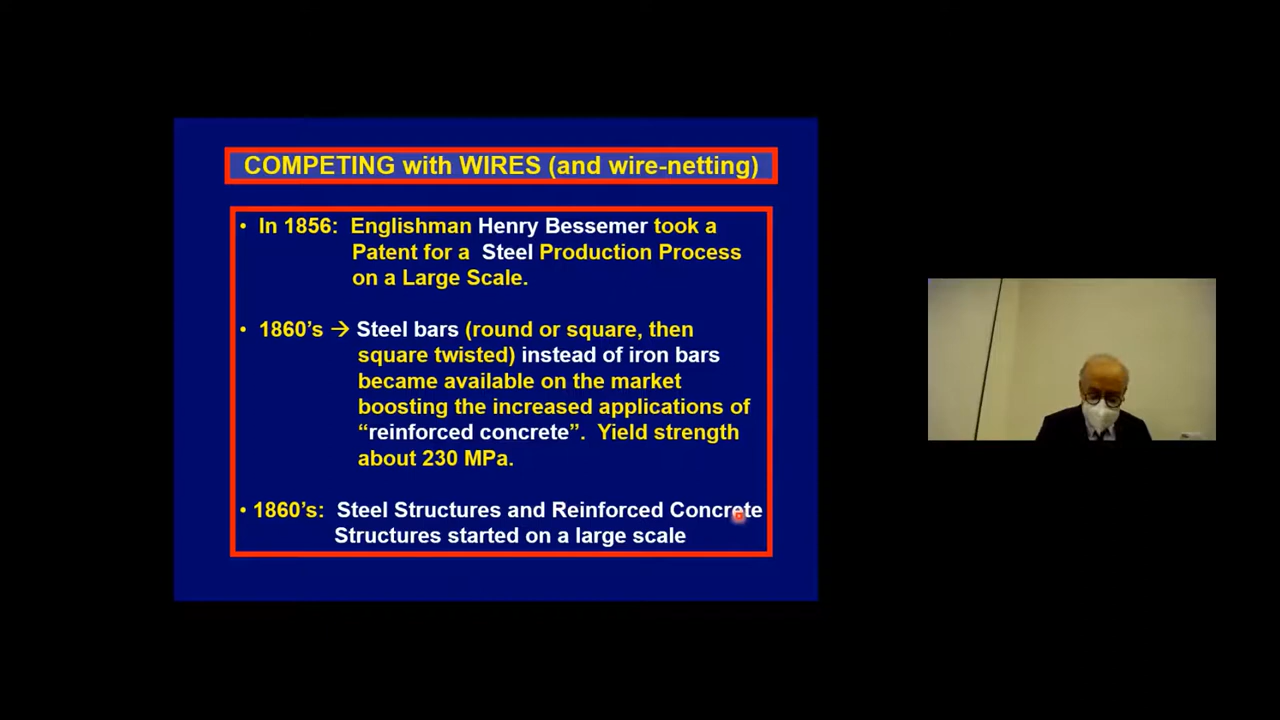 COMPETING with WIRES (and wire-netting)
• In 1856: Englishman Henry Bessemer took a
Patent for a Steel Production Process
on a Large Scale.
• 1860’s → Steel bars (round or square, then
square twisted) instead of iron bars
became available on the market
boosting the increased applications of
“reinforced concrete”. Yield strength
about 230 MPa.
• 1860’s: Steel Structures and Reinforced Concrete
Structures started on a large scale